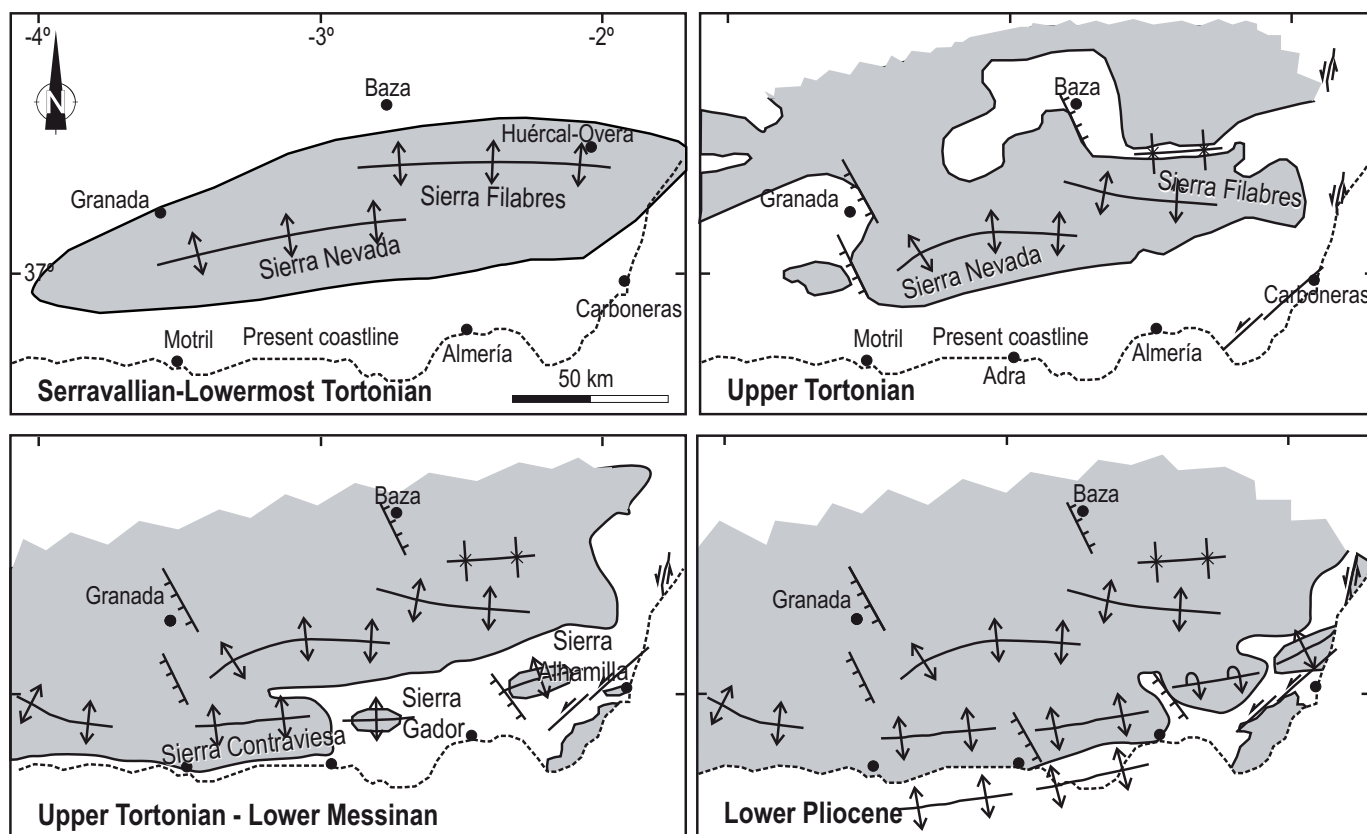 -4º
-3º
-2º
N
Baza
Huércal-Overa
Granada
Sierra Filabres
Sierra Nevada
37º
Carboneras
Motril
Present coastline
Almería
Serravallian-Lowermost Tortonian
50 km
Baza
Sierra Filabres
Granada
Sierra Nevada
Carboneras
Motril
Present coastline
Almería
Adra
Upper Tortonian
Baza
Granada
Sierra
Alhamilla
Sierra
Gador
Sierra Contraviesa
Upper Tortonian - Lower Messinan
Baza
Granada
Lower Pliocene